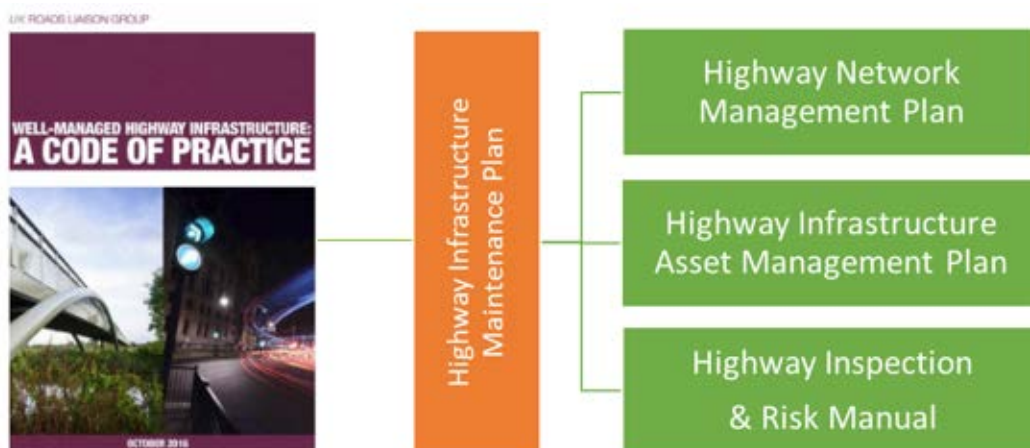 UK ROADS LIAISON GROUP
WELL-MANAGED HIGHWAY INFRASTRUCTURE:
A CODE OF PRACTICE
OCTOBER 2016
Highway Infrastructure
Maintenance Plan
Highway Network
Management Plan
Highway Infrastructure
Asset Management Plan
Highway Inspection
& Risk Manual